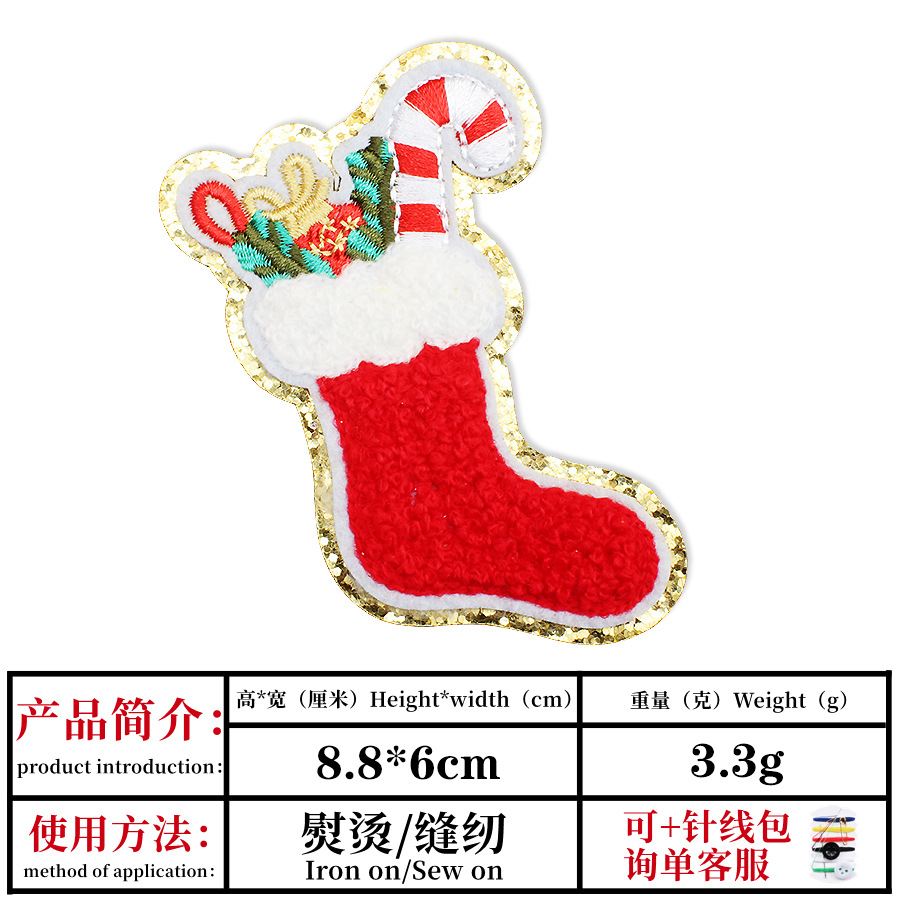 产品简介：
product introduction：
高*宽（厘米）Height*width（cm）
重量（克）Weight（g）
8.8*6cm
3.3g
使用方法：
method of application：
熨烫/缝纫
Iron on/Sew on
可+针线包
询单客服